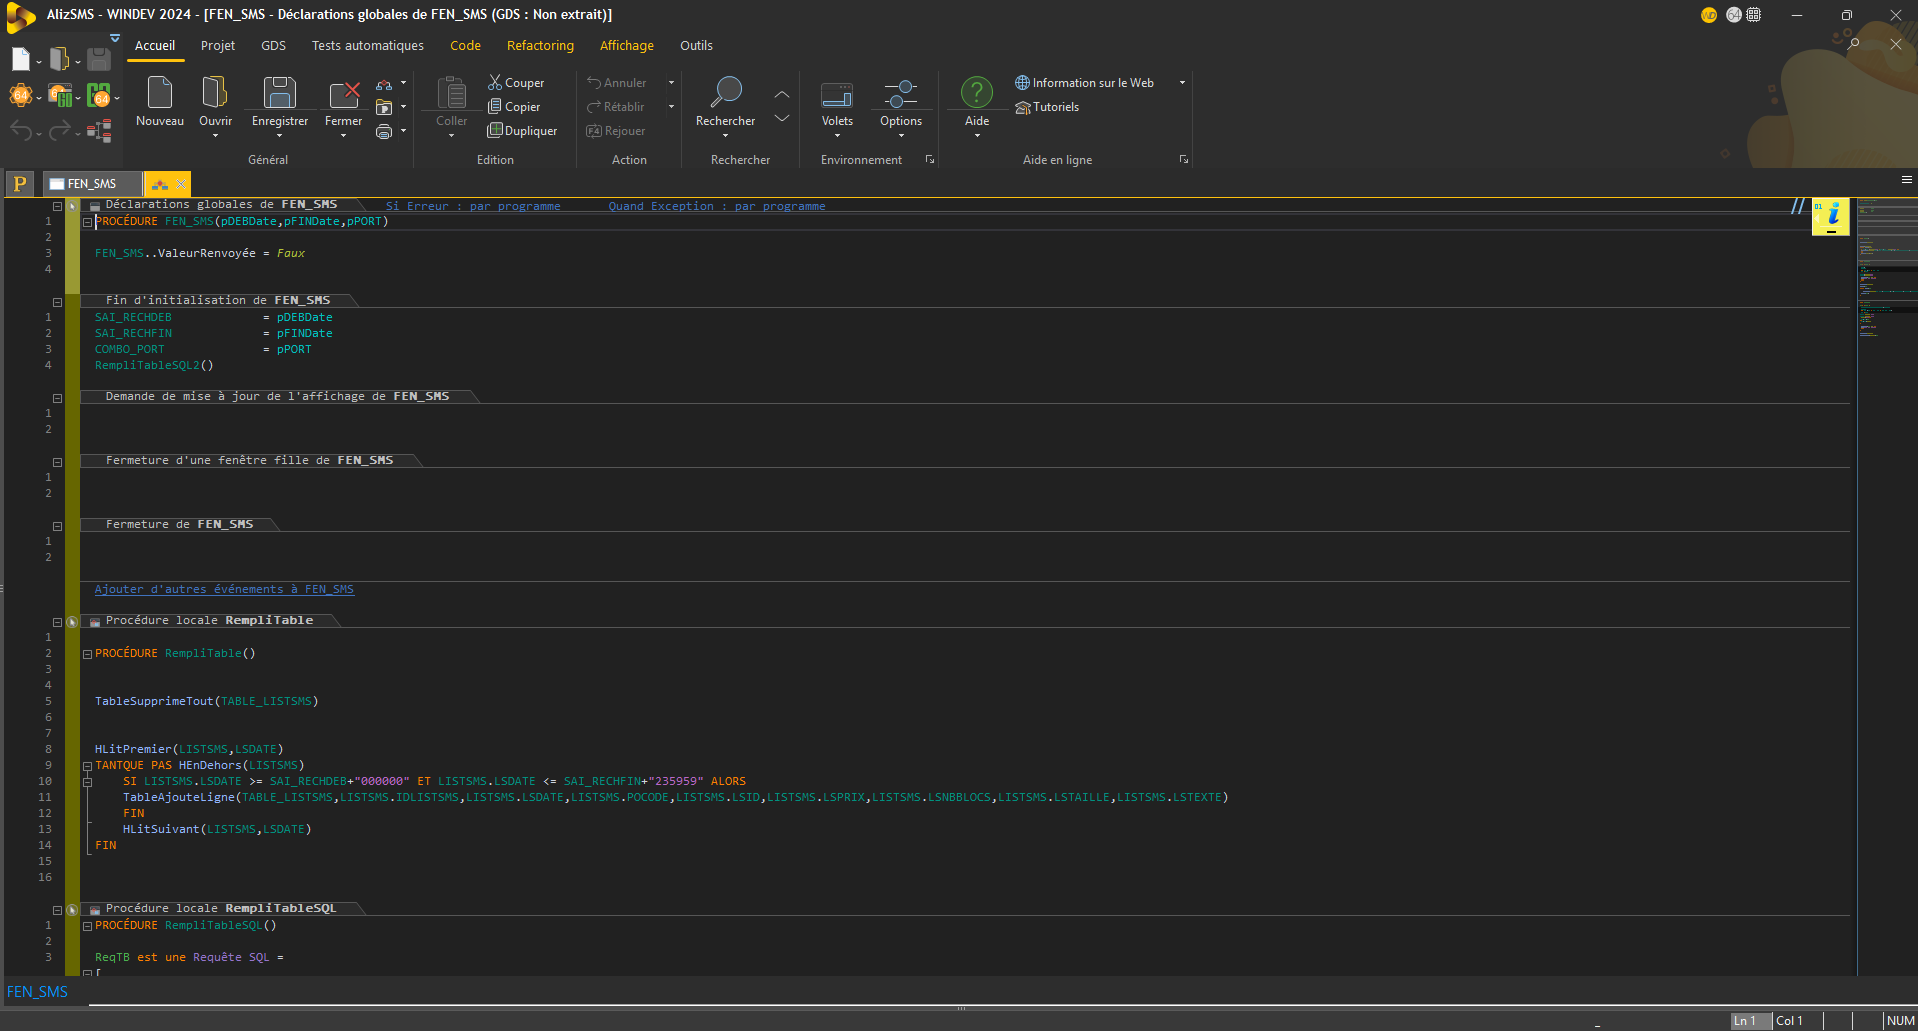 AlizSMS - WINDEV 2024 - [FEN_SMS - Déclarations globales de FEN_SMS (GDS : Non extrait)]
WD 64
Accueil Projet GDS Tests automatiques Code Refactoring Affichage Outils
64 GO 64
Nouveau Ouvrir Enregistrer Fermer
Général
Coller Couper
Copier
Dupliquer
Edition
Annuler
Rétablir
F4 Rejouer
Action
Rechercher
Rechercher
Volets Options
Environnement
Aide
Information sur le Web
Tutoriels
Aide en ligne
P FEN_SMS
Déclarations globales de FEN_SMS Si Erreur : par programme Quand Exception : par programme
1 PROCÉDURE FEN_SMS(pDEBDate,pFINDate,pPORT)
2
3 FEN_SMS..ValeurRenvoyée = Faux
4
01 i
Fin d'initialisation de FEN_SMS
1 SAI_RECHDEB = pDEBDate
2 SAI_RECHFIN = pFINDate
3 COMBO_PORT = pPORT
4 RempliTableSQL2()
Demande de mise à jour de l'affichage de FEN_SMS
1
2
Fermeture d'une fenêtre fille de FEN_SMS
1
2
Fermeture de FEN_SMS
1
2
Ajouter d'autres événements à FEN_SMS
Procédure locale RempliTable
1
2 PROCÉDURE RempliTable()
3
4
5 TableSupprimeTout(TABLE_LISTSMS)
6
7
8 HLitPremier(LISTSMS,LSDATE)
9 TANTQUE PAS HEnDehors(LISTSMS)
10 SI LISTSMS.LSDATE >= SAI_RECHDEB+"000000" ET LISTSMS.LSDATE <= SAI_RECHFIN+"235959" ALORS
11 TableAjouteLigne(TABLE_LISTSMS,LISTSMS.IDLISTSMS,LISTSMS.LSDATE,LISTSMS.POCODE,LISTSMS.LSID,LISTSMS.LSPRIX,LISTSMS.LSNBBLOCS,LISTSMS.LSTAILLE,LISTSMS.LSTEXTE)
12 FIN
13 HLitSuivant(LISTSMS,LSDATE)
14 FIN
15
16
Procédure locale RempliTableSQL
1 PROCÉDURE RempliTableSQL()
2
3 ReqTB est une Requête SQL =
[
FEN_SMS
Ln 1 Col 1 NUM